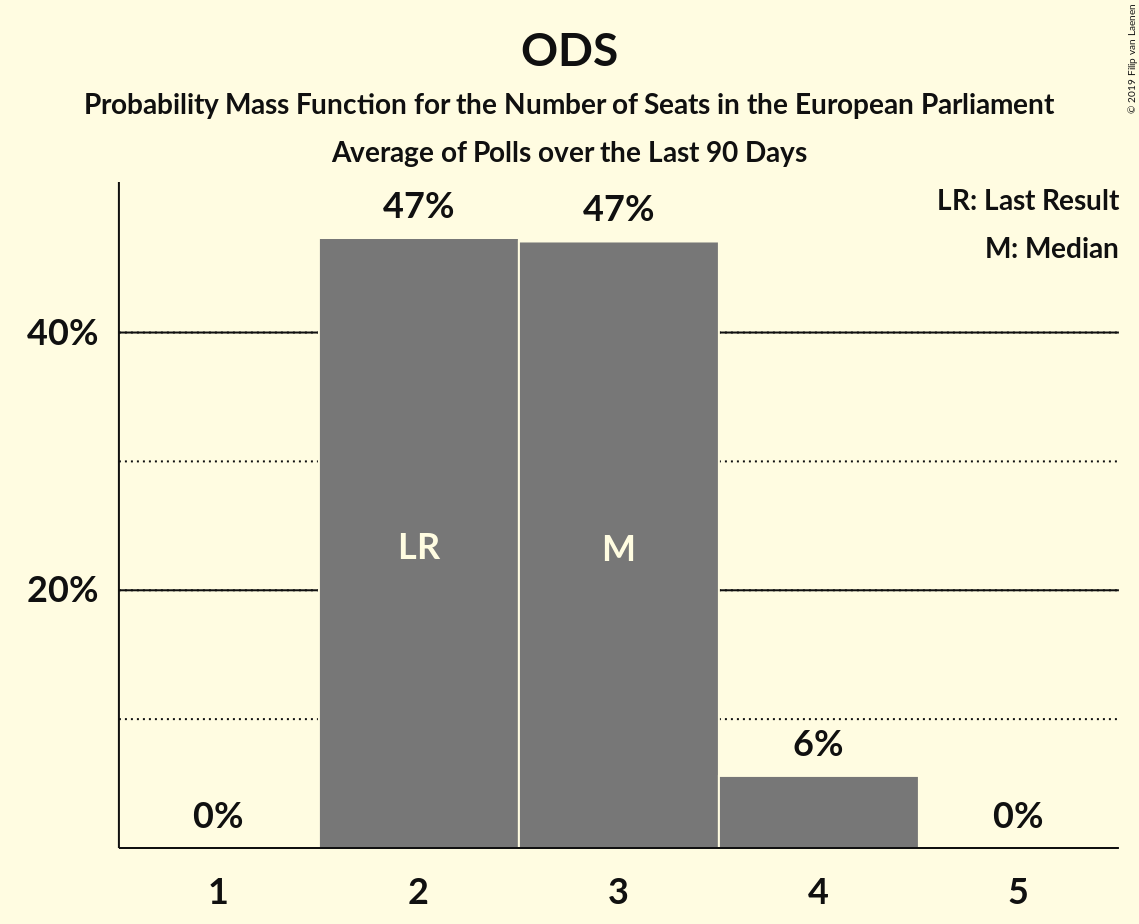 ODS
Probability Mass Function for the Number of Seats in the European Parliament
Average of Polls over the Last 90 Days
© 2019 Filip van Laenen
LR: Last Result
M: Median
47%
47%
40%
LR
M
20%
6%
0%
0%
1 2 3 4 5